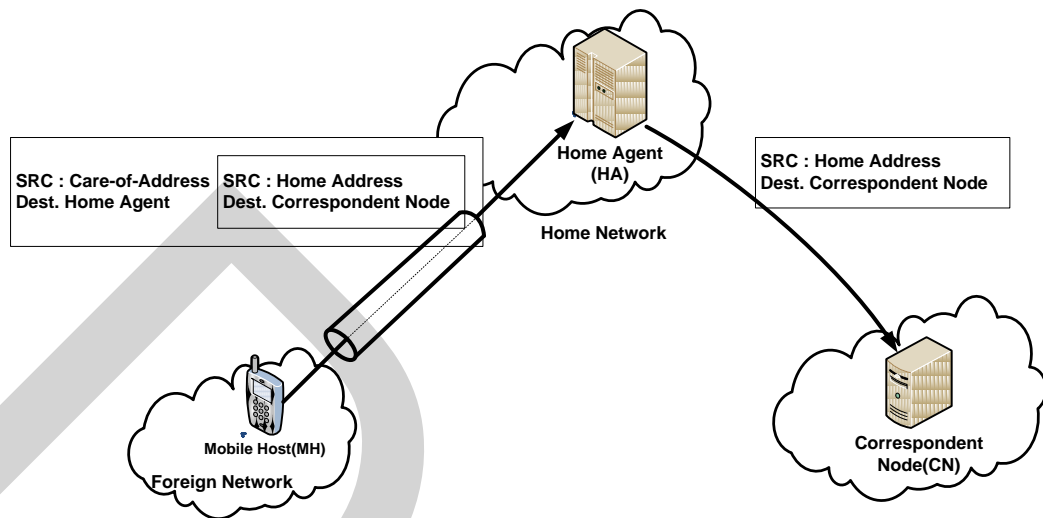 SRC : Care-of-Address
Dest. Home Agent
SRC : Home Address
Dest. Correspondent Node
Home Agent
(HA)
Home Network
SRC : Home Address
Dest. Correspondent Node
Mobile Host(MH)
Foreign Network
Correspondent
Node(CN)